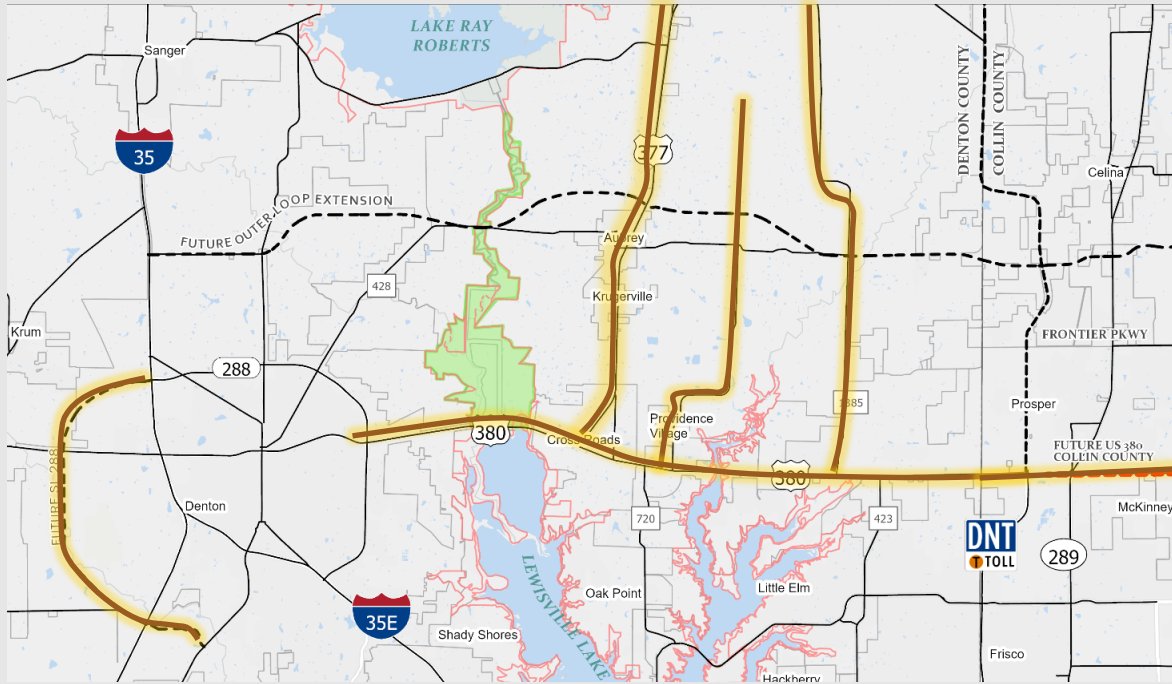 LAKE RAY
ROBERTS
Sanger
35
377
DENTON COUNTY
COLLIN COUNTY
Celina
FUTURE OUTER LOOP EXTENSION
Aubrey
428
Krugerville
Krum
FRONTIER PKWY
288
1385
Prosper
Providence
Village
380
Cross Roads
FUTURE US 380
COLLIN COUNTY
380
FUTURE SL 288
Denton
McKinney
720
423
DNT
T TOLL
289
LEWISVILLE LAKE
Oak Point
Little Elm
35E
Shady Shores
Frisco
Hackberry